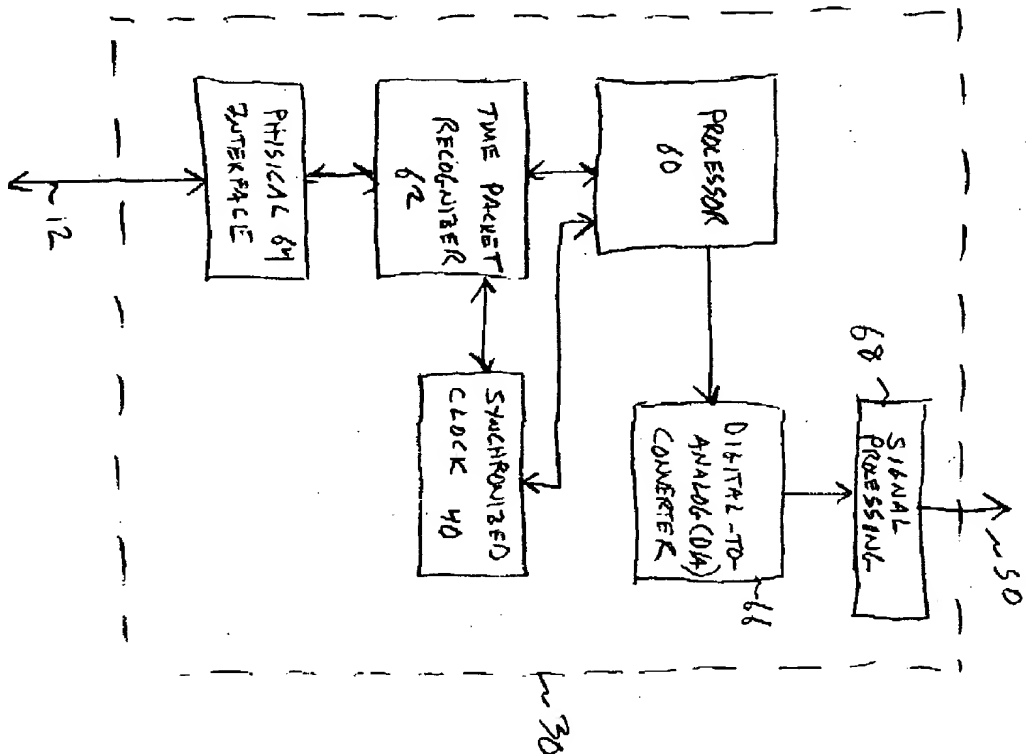 ~30
PHYSICAL 64
INTERFACE
~12
TIME PACKET
RECOGNIZER
62
PROCESSOR
60
SYNCHRONIZED
CLOCK 40
DIGITAL-TO-
ANALOG(D/A)
CONVERTER
~66
68
SIGNAL
PROCESSING
~50